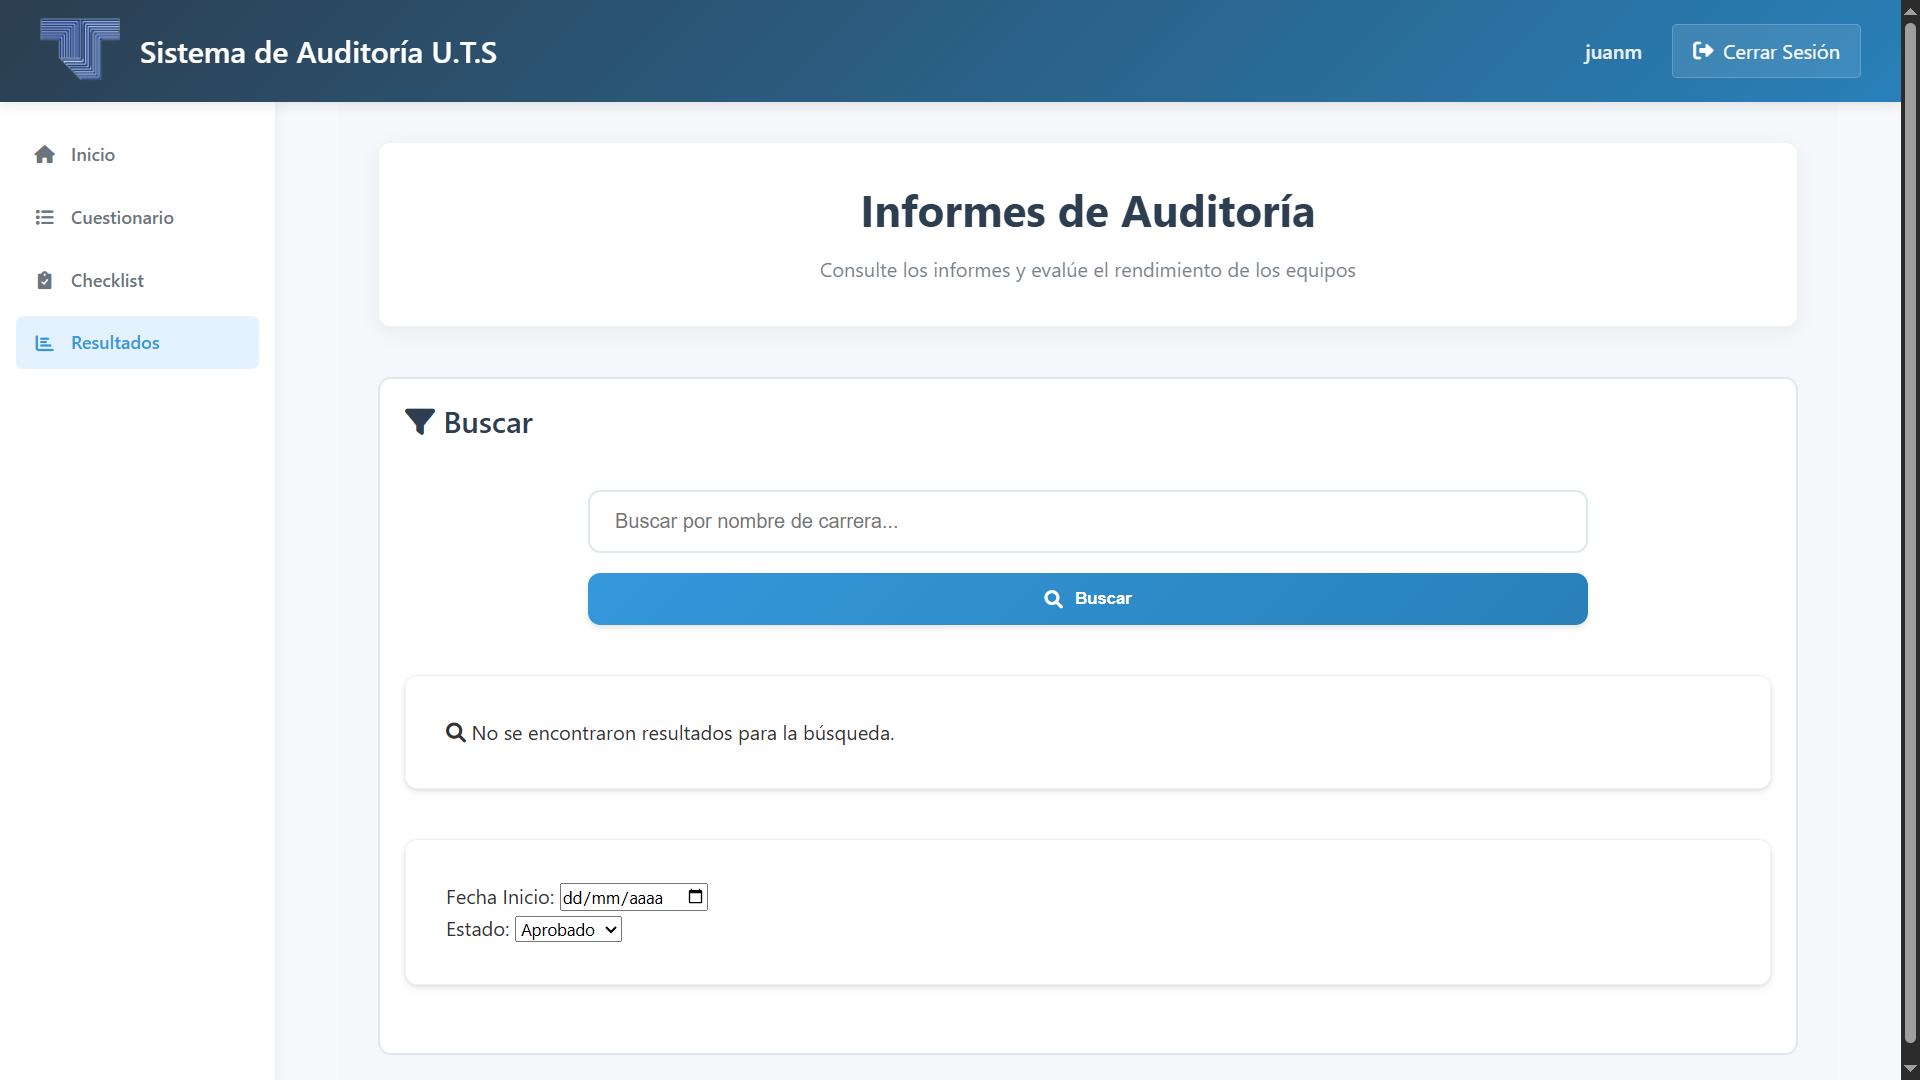 Sistema de Auditoría U.T.S
juanm
Cerrar Sesión
Inicio
Cuestionario
Checklist
Resultados
Informes de Auditoría
Consulte los informes y evalúe el rendimiento de los equipos
Buscar
Buscar por nombre de carrera...
Buscar
No se encontraron resultados para la búsqueda.
Fecha Inicio: dd/mm/aaaa
Estado: Aprobado